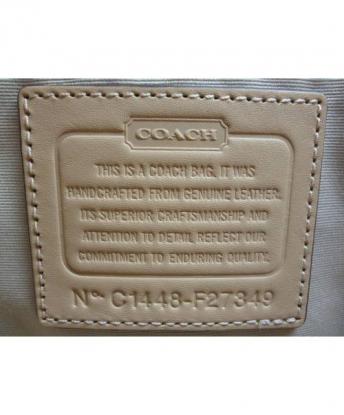 COACH
THIS IS A COACH BAG. IT WAS
HANDCRAFTED FROM GENUINE LEATHER.
ITS SUPERIOR CRAFTSMANSHIP AND
ATTENTION TO DETAIL REFLECT OUR
COMMITMENT TO ENDURING QUALITY.
Nº C1448-F27349